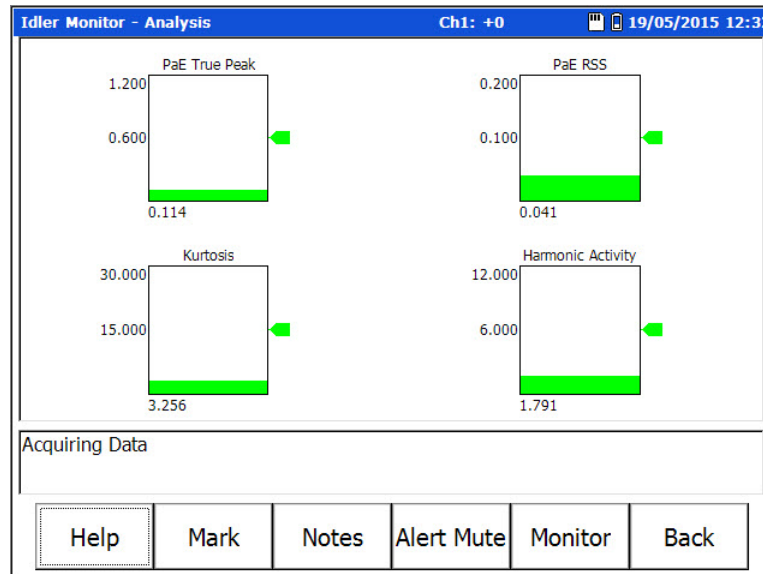 Idler Monitor - Analysis Ch1: +0 19/05/2015 12:3
PaE True Peak
1.200
0.600
0.114
PaE RSS
0.200
0.100
0.041
Kurtosis
30.000
15.000
3.256
Harmonic Activity
12.000
6.000
1.791
Acquiring Data
Help Mark Notes Alert Mute Monitor Back